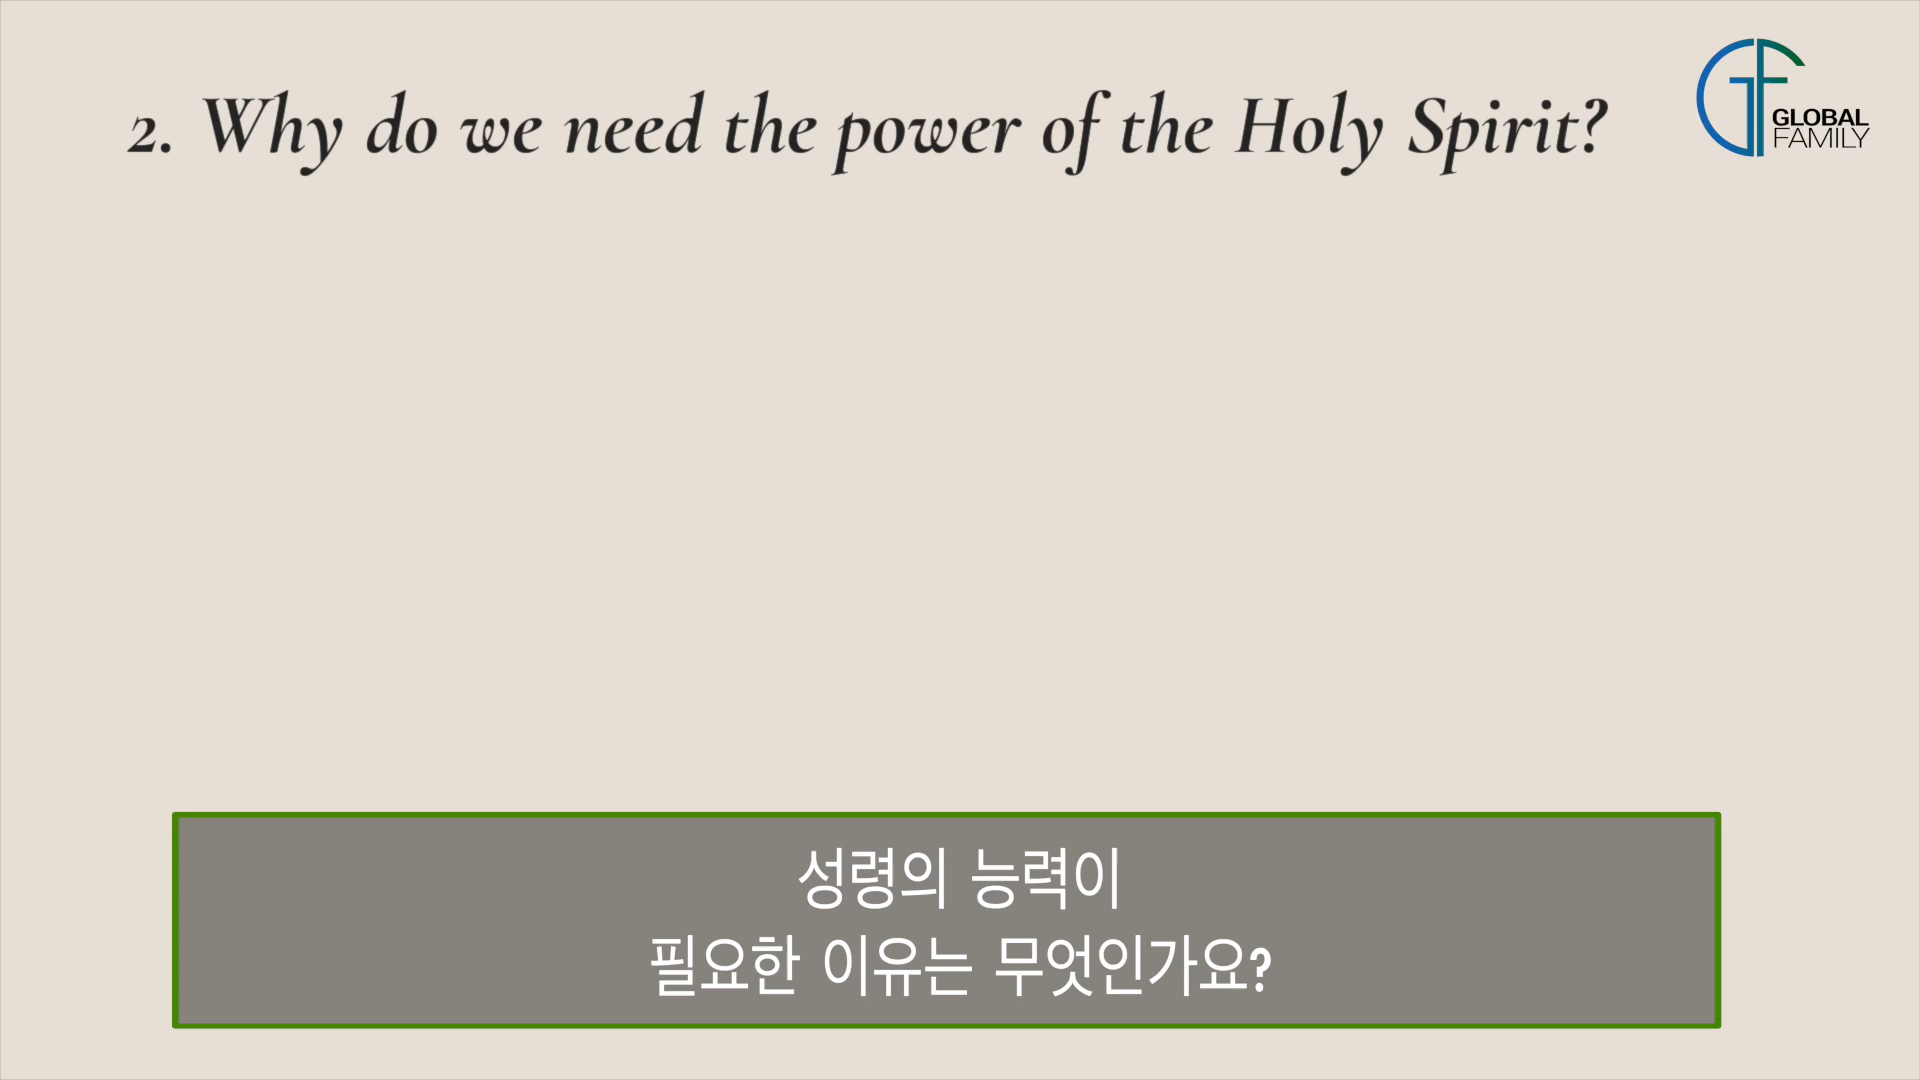 2. Why do we need the power of the Holy Spirit?
GLOBAL
FAMILY
성령의 능력이
필요한 이유는 무엇인가요?